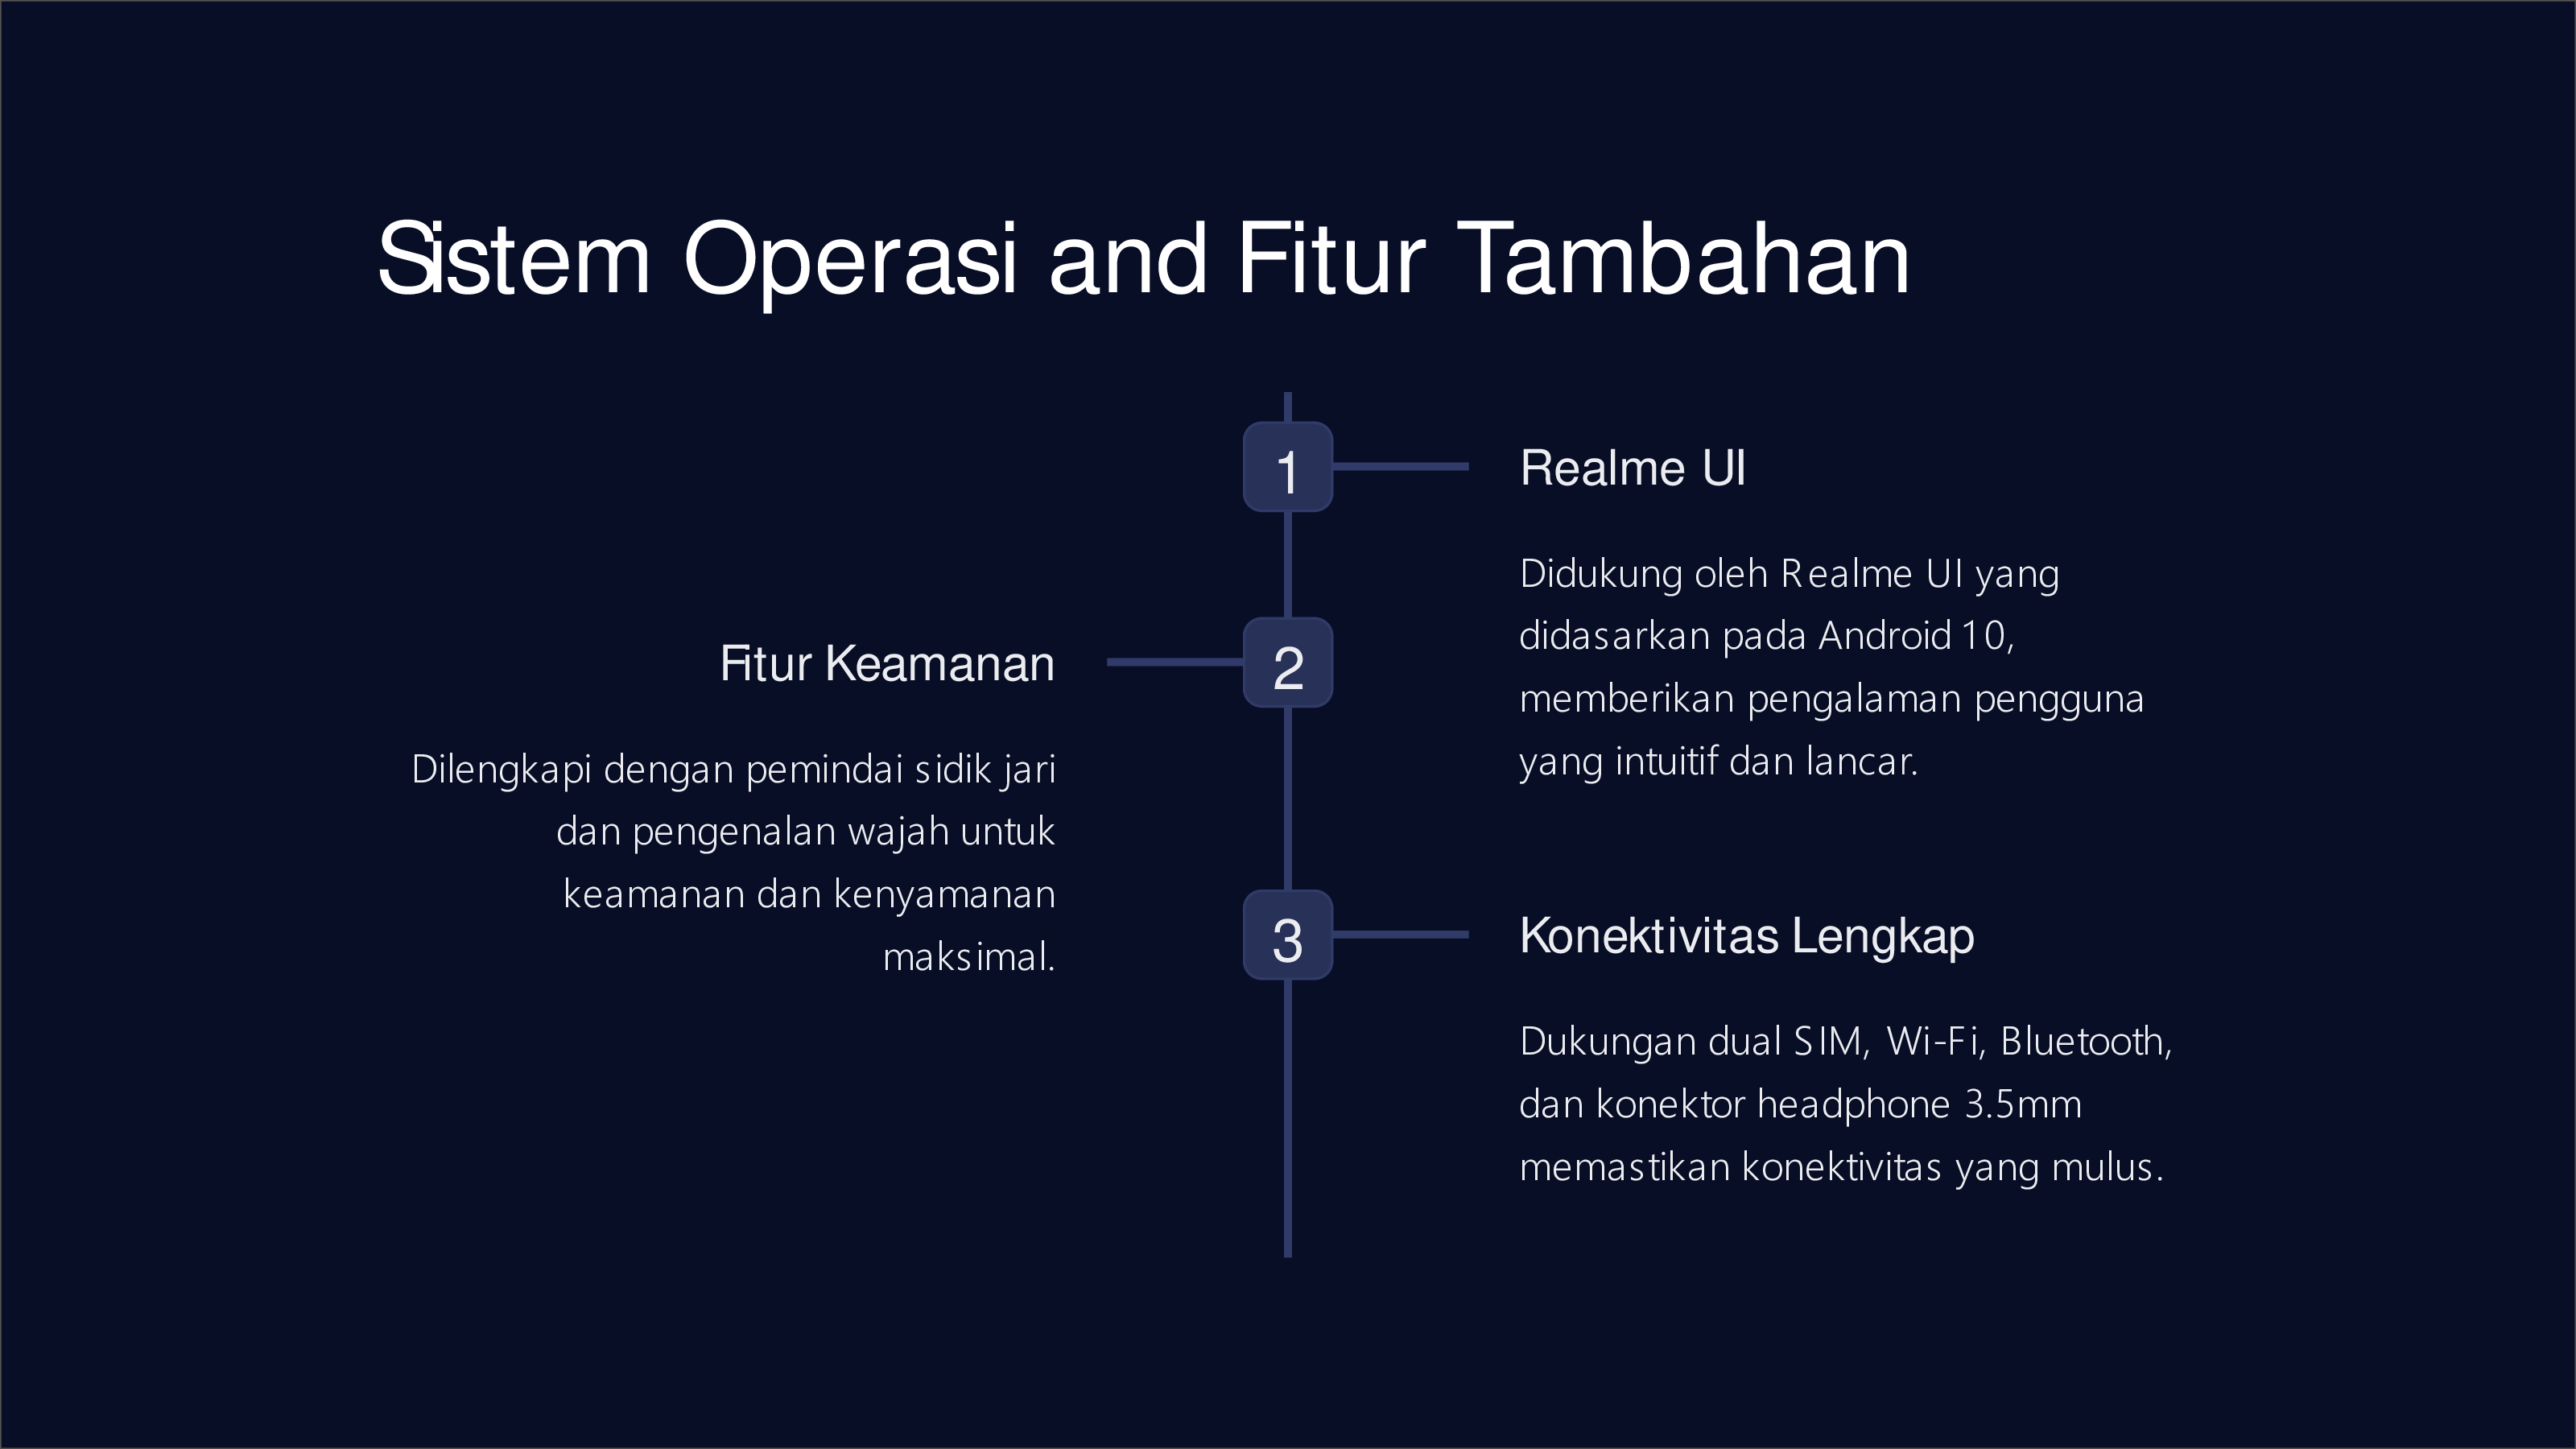 Sistem Operasi and Fitur Tambahan
1
Realme UI
Didukung oleh Realme UI yang
didasarkan pada Android 10,
memberikan pengalaman pengguna
yang intuitif dan lancar.
2
Fitur Keamanan
Dilengkapi dengan pemindai sidik jari
dan pengenalan wajah untuk
keamanan dan kenyamanan
maksimal.
3
Konektivitas Lengkap
Dukungan dual SIM, Wi-Fi, Bluetooth,
dan konektor headphone 3.5mm
memastikan konektivitas yang mulus.